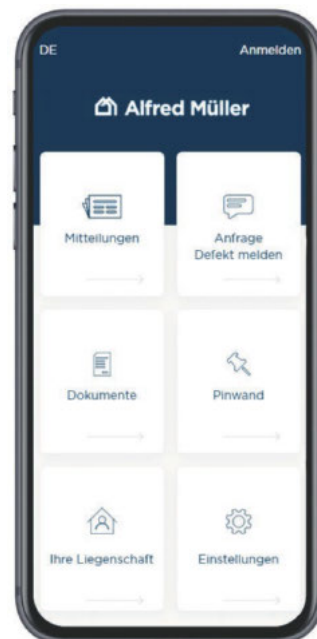 DE
Anmelden
Alfred Müller
Mitteilungen
Anfrage
Defekt melden
Dokumente
Pinwand
Ihre Liegenschaft
Einstellungen